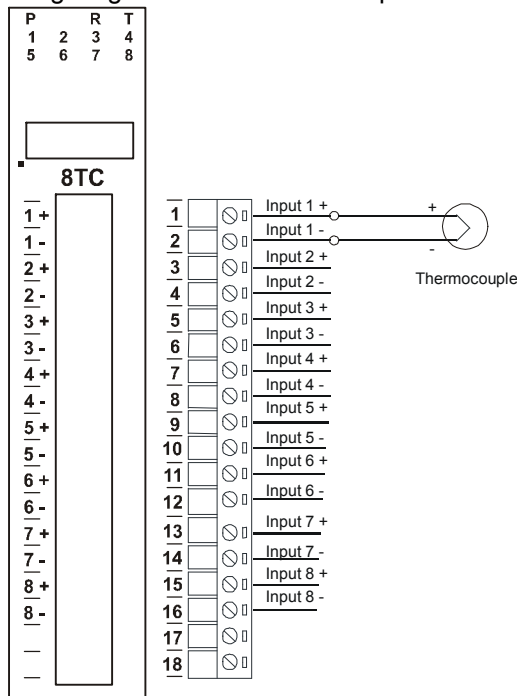 P R T
1 2 3 4
5 6 7 8
8TC
1 +
1 -
2 +
2 -
3 +
3 -
4 +
4 -
5 +
5 -
6 +
6 -
7 +
7 -
8 +
8 -
1 Input 1 + +
2 Input 1 - -
3 Input 2 +
4 Input 2 -
5 Input 3 +
6 Input 3 -
7 Input 4 +
8 Input 4 -
9 Input 5 +
10 Input 5 -
11 Input 6 +
12 Input 6 -
13 Input 7 +
14 Input 7 -
15 Input 8 +
16 Input 8 -
17
18
Thermocouple